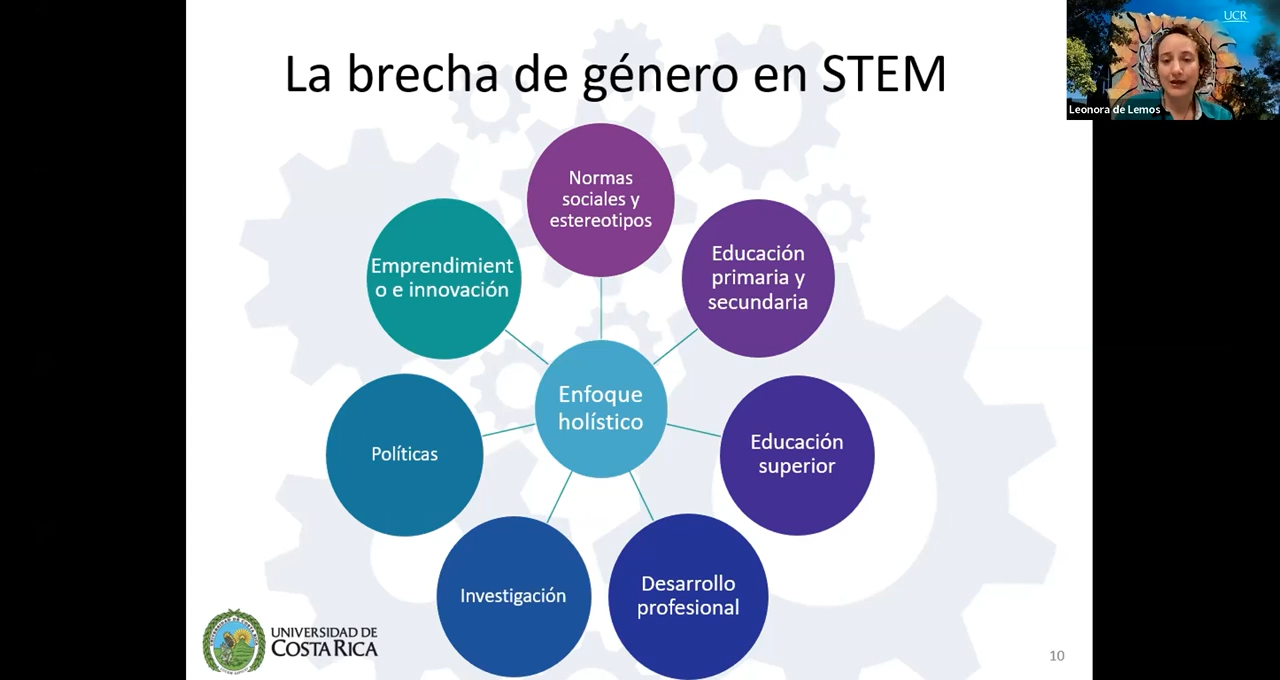 La brecha de género en STEM
UCR
Leonora de Lemos
Normas
sociales y
estereotipos
Educación
primaria y
secundaria
Educación
superior
Desarrollo
profesional
Investigación
Políticas
Emprendimient
o e innovación
Enfoque
holístico
UNIVERSIDAD DE
COSTA RICA
10